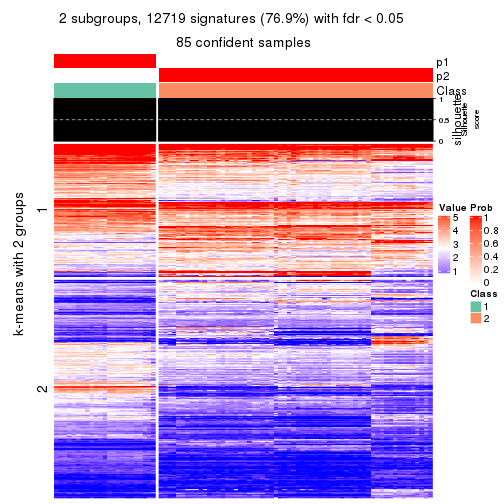 2 subgroups, 12719 signatures (76.9%) with fdr < 0.05
85 confident samples
p1
p2
Class
1
0.5
0
silhouette
Silhouette
score
k-means with 2 groups
1
2
Value
5
4
3
2
1
Prob
1
0.8
0.6
0.4
0.2
0
Class
1
2